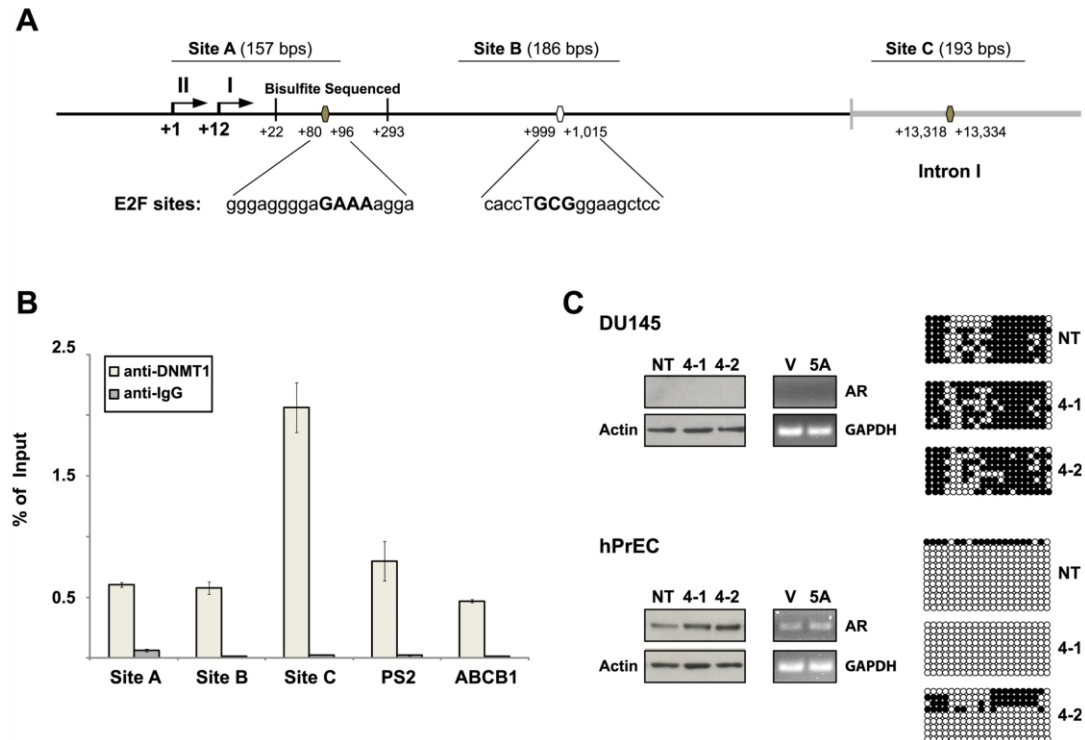 A
Site A (157 bps) Site B (186 bps) Site C (193 bps)
II I Bisulfite Sequenced
+1 +12 +22 +80 +96 +293 +999 +1,015 +13,318 +13,334
Intron I
E2F sites: gggaggggaGAAAagga caccTGCGggaagctcc
B
2.5
1.5
0.5
% of Input
anti-DNMT1
anti-IgG
Site A Site B Site C PS2 ABCB1
C
DU145
NT 4-1 4-2 V 5A
AR
Actin GAPDH
NT
4-1
4-2
hPrEC
NT 4-1 4-2 V 5A
AR
Actin GAPDH
NT
4-1
4-2